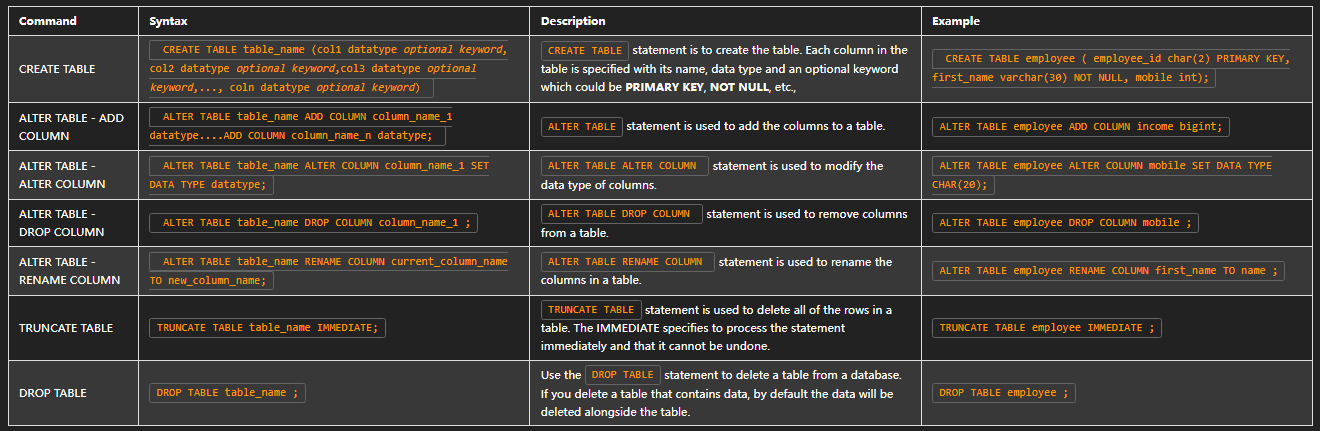 Command Syntax Description Example
CREATE TABLE
CREATE TABLE table_name (col1 datatype optional keyword,
col2 datatype optional keyword,col3 datatype optional
keyword,..., coln datatype optional keyword)
CREATE TABLE statement is to create the table. Each column in the
table is specified with its name, data type and an optional keyword
which could be PRIMARY KEY, NOT NULL, etc.,
CREATE TABLE employee ( employee_id char(2) PRIMARY KEY,
first_name varchar(30) NOT NULL, mobile int);
ALTER TABLE - ADD
COLUMN
ALTER TABLE table_name ADD COLUMN column_name_1
datatype....ADD COLUMN column_name_n datatype;
ALTER TABLE statement is used to add the columns to a table.
ALTER TABLE employee ADD COLUMN income bigint;
ALTER TABLE -
ALTER COLUMN
ALTER TABLE table_name ALTER COLUMN column_name_1 SET
DATA TYPE datatype;
ALTER TABLE ALTER COLUMN statement is used to modify the
data type of columns.
ALTER TABLE employee ALTER COLUMN mobile SET DATA TYPE
CHAR(20);
ALTER TABLE -
DROP COLUMN
ALTER TABLE table_name DROP COLUMN column_name_1 ;
ALTER TABLE DROP COLUMN statement is used to remove columns
from a table.
ALTER TABLE employee DROP COLUMN mobile ;
ALTER TABLE -
RENAME COLUMN
ALTER TABLE table_name RENAME COLUMN current_column_name
TO new_column_name;
ALTER TABLE RENAME COLUMN statement is used to rename the
columns in a table.
ALTER TABLE employee RENAME COLUMN first_name TO name ;
TRUNCATE TABLE
TRUNCATE TABLE table_name IMMEDIATE;
TRUNCATE TABLE statement is used to delete all of the rows in a
table. The IMMEDIATE specifies to process the statement
immediately and that it cannot be undone.
TRUNCATE TABLE employee IMMEDIATE ;
DROP TABLE
DROP TABLE table_name ;
Use the DROP TABLE statement to delete a table from a database.
If you delete a table that contains data, by default the data will be
deleted alongside the table.
DROP TABLE employee ;